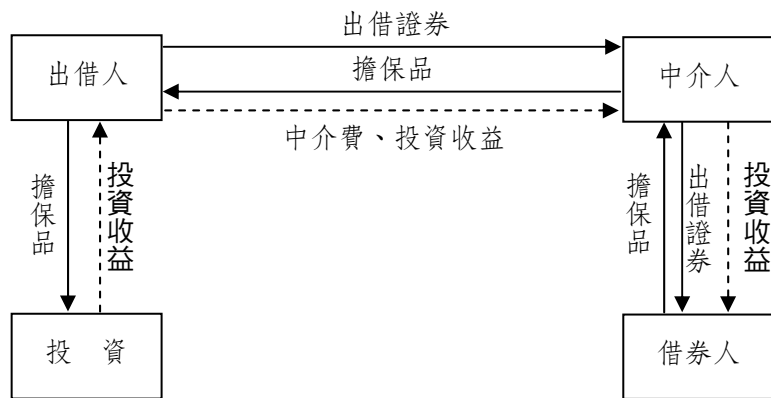 出借證券
出借人
擔保品
中介人
中介費、投資收益
擔保品
投資收益
擔保品
出借證券
投資收益
投 資
借券人